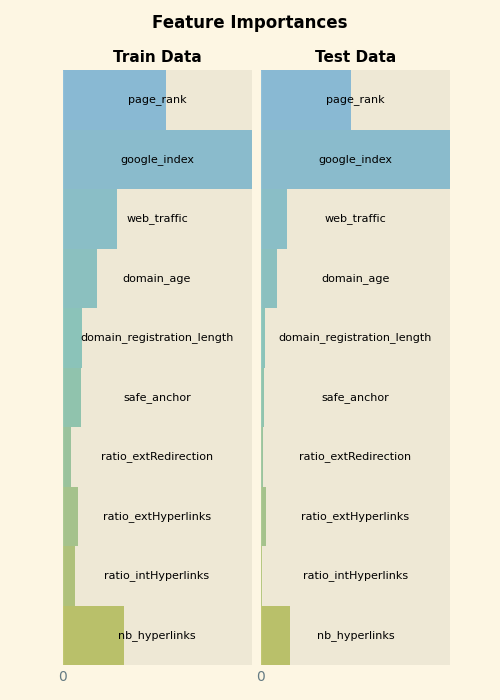 Feature Importances
Train Data
Test Data
page_rank
page_rank
google_index
google_index
web_traffic
web_traffic
domain_age
domain_age
domain_registration_length
domain_registration_length
safe_anchor
safe_anchor
ratio_extRedirection
ratio_extRedirection
ratio_extHyperlinks
ratio_extHyperlinks
ratio_intHyperlinks
ratio_intHyperlinks
nb_hyperlinks
nb_hyperlinks
0
0